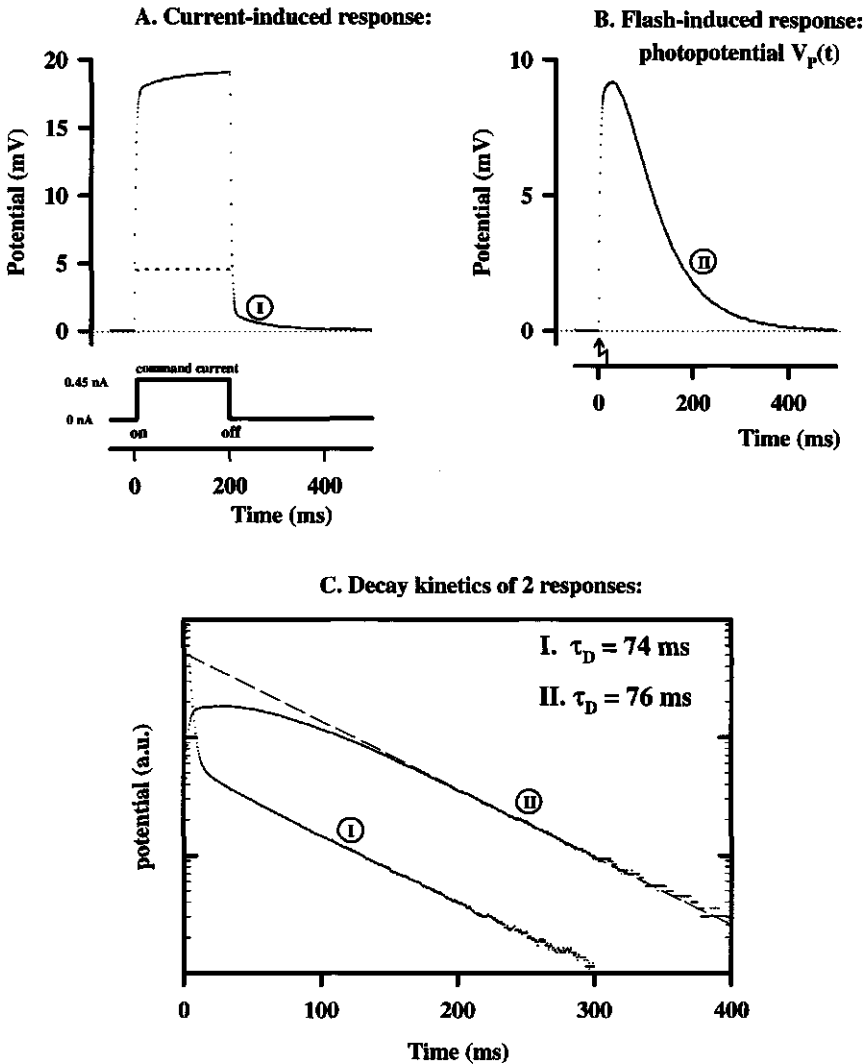 A. Current-induced response:
20
15
10
5
0
Potential (mV)
I
command current
0.45 nA
0 nA
on
off
0 200 400
Time (ms)
B. Flash-induced response:
photopotential V_P(t)
10
5
0
Potential (mV)
II
0 200 400
Time (ms)
C. Decay kinetics of 2 responses:
I. τ_D = 74 ms
II. τ_D = 76 ms
potential (a.u.)
II
I
0 100 200 300 400
Time (ms)